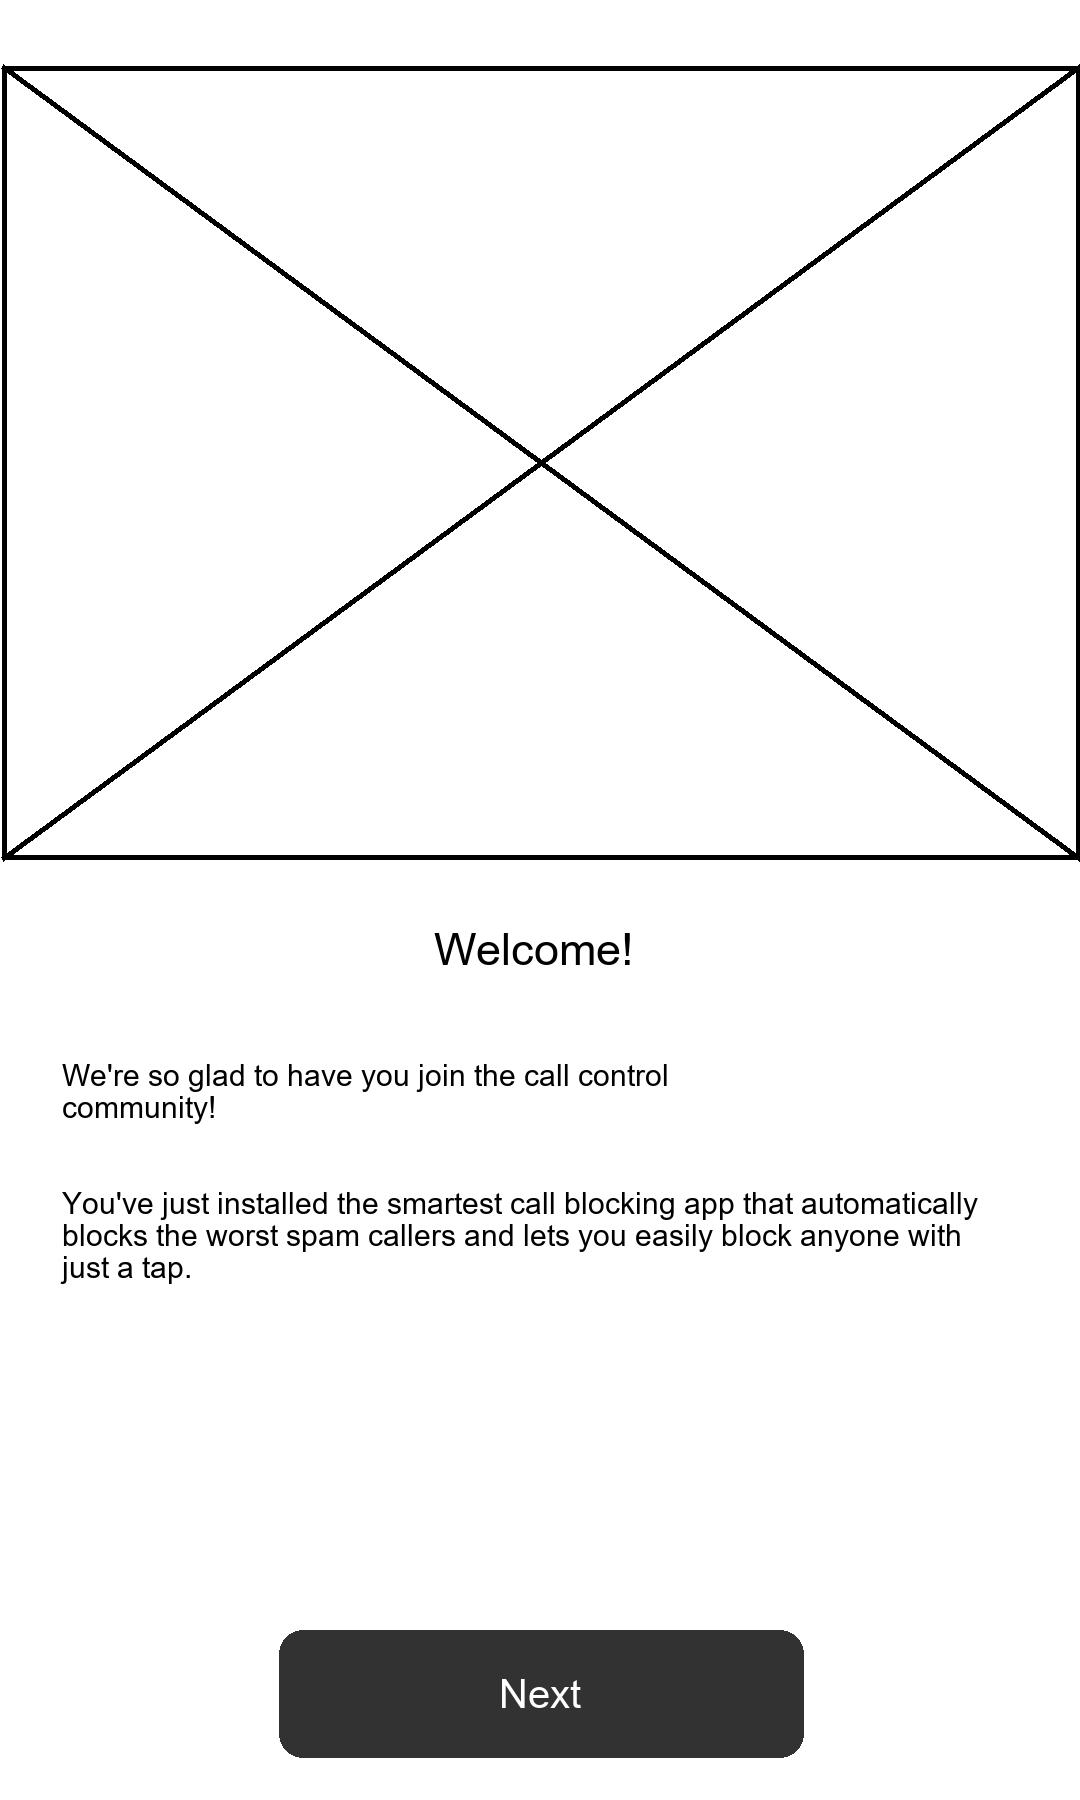 Welcome!
We're so glad to have you join the call control
community!
You've just installed the smartest call blocking app that automatically
blocks the worst spam callers and lets you easily block anyone with
just a tap.
Next